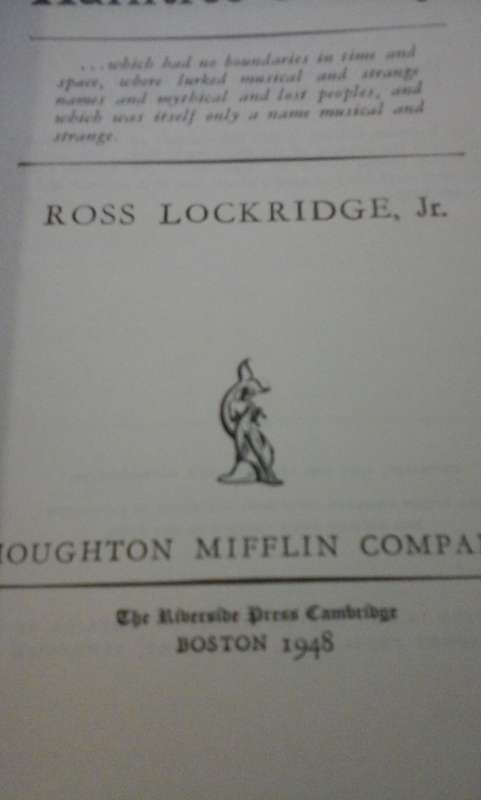 ...which had no boundaries in time and
space, where lurked musical and strange
names and mythical and lost peoples, and
which was itself only a name musical and
strange.
ROSS LOCKRIDGE, Jr.
HOUGHTON MIFFLIN COMPAN
The Riverside Press Cambridge
BOSTON 1948